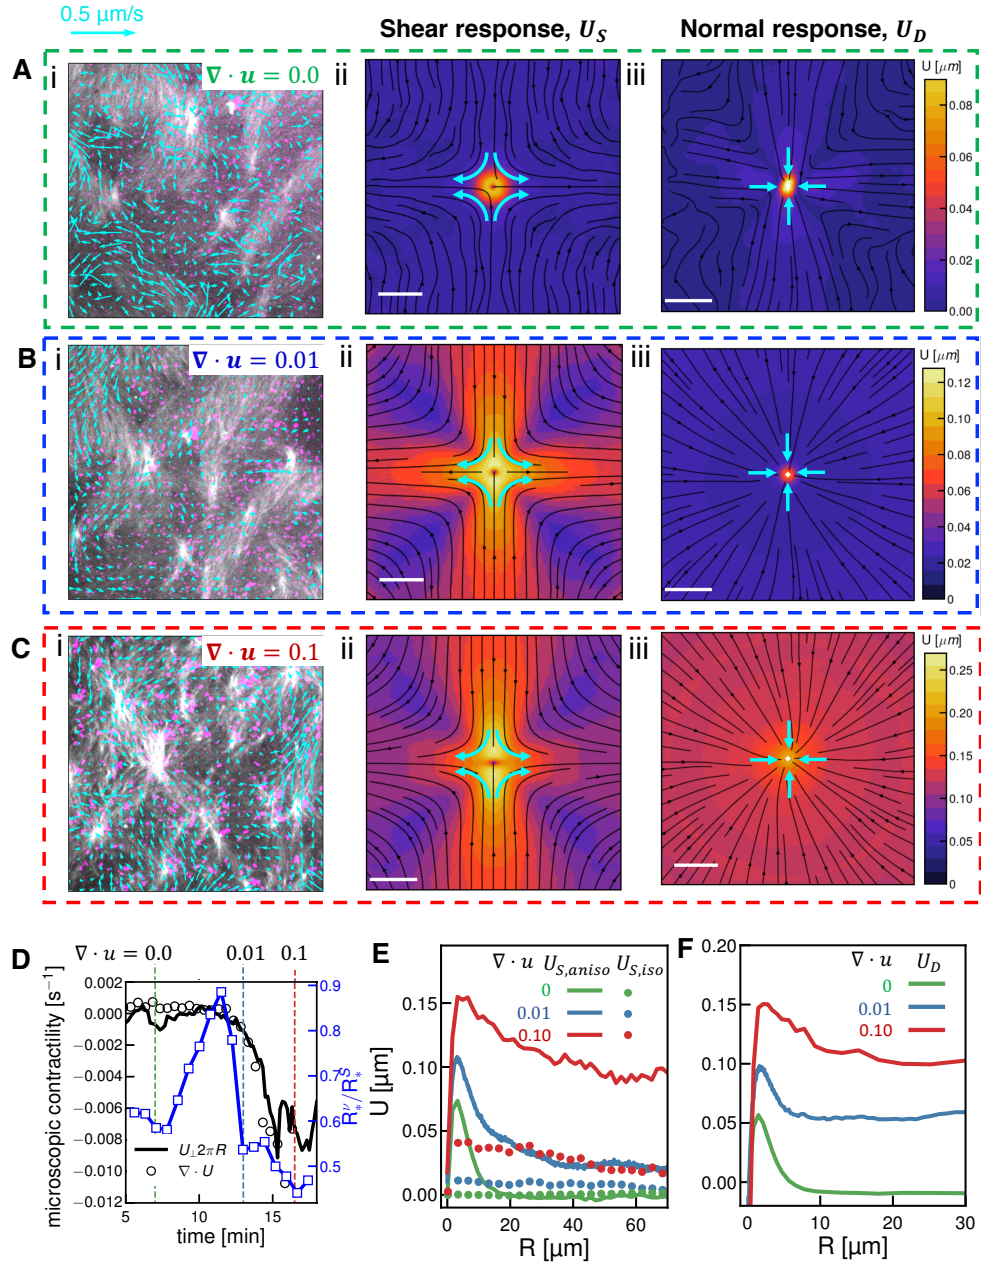 0.5 µm/s
Shear response, U_S
Normal response, U_D
A
i
∇ · u = 0.0
ii
iii
U [µm]
0.08
0.06
0.04
0.02
0.00
B
i
∇ · u = 0.01
ii
iii
U [µm]
0.12
0.10
0.08
0.06
0.04
0.02
0
C
i
∇ · u = 0.1
ii
iii
U [µm]
0.25
0.20
0.15
0.10
0.05
0
D
∇ · u = 0.0
0.01
0.1
microscopic contractility [s⁻¹]
0.002
0.000
−0.002
−0.004
−0.006
−0.008
−0.010
−0.012
U⊥2πR
∇ · U
5
10
15
time [min]
0.9
0.8
0.7
0.6
0.5
R_*^ν/R_*^S
E
∇ · u U_{S,aniso} U_{S,iso}
0
0.01
0.10
U [µm]
0.20
0.15
0.10
0.05
0.00
0
20
40
60
R [µm]
F
∇ · u U_D
0
0.01
0.10
0.20
0.15
0.10
0.05
0.00
0
10
20
30
R [µm]